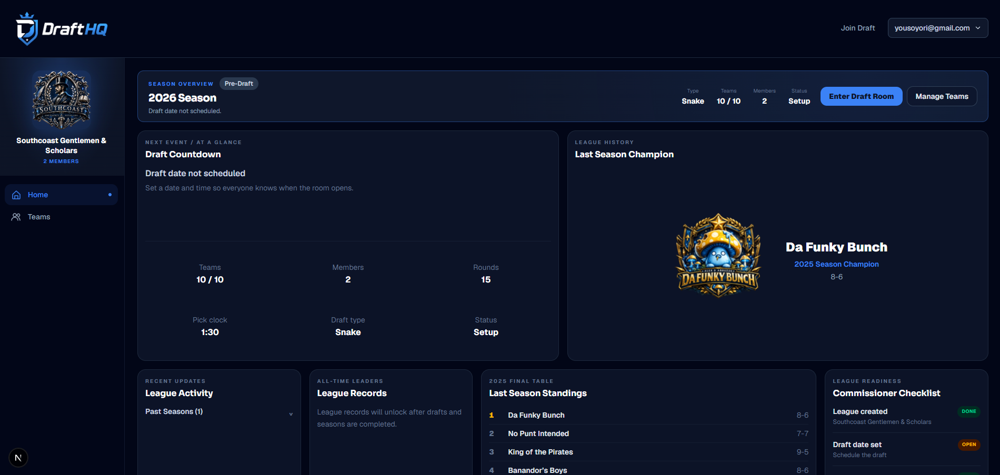 DraftHQ
Join Draft
yousoyori@gmail.com
SOUTHCOAST
Southcoast Gentlemen &
Scholars
2 MEMBERS
Home
Teams
SEASON OVERVIEW
Pre-Draft
2026 Season
Draft date not scheduled.
Type
Snake
Teams
10 / 10
Members
2
Status
Setup
Enter Draft Room
Manage Teams
NEXT EVENT / AT A GLANCE
Draft Countdown
Draft date not scheduled
Set a date and time so everyone knows when the room opens.
Teams
10 / 10
Members
2
Rounds
15
Pick clock
1:30
Draft type
Snake
Status
Setup
LEAGUE HISTORY
Last Season Champion
DA FUNKY BUNCH
Da Funky Bunch
2025 Season Champion
8-6
RECENT UPDATES
League Activity
Past Seasons (1)
v
ALL-TIME LEADERS
League Records
League records will unlock after drafts and
seasons are completed.
2025 FINAL TABLE
Last Season Standings
1 Da Funky Bunch 8-6
2 No Punt Intended 7-7
3 King of the Pirates 9-5
4 Banandor's Boys 8-6
LEAGUE READINESS
Commissioner Checklist
League created
DONE
Southcoast Gentlemen & Scholars
Draft date set
OPEN
Schedule the draft
N